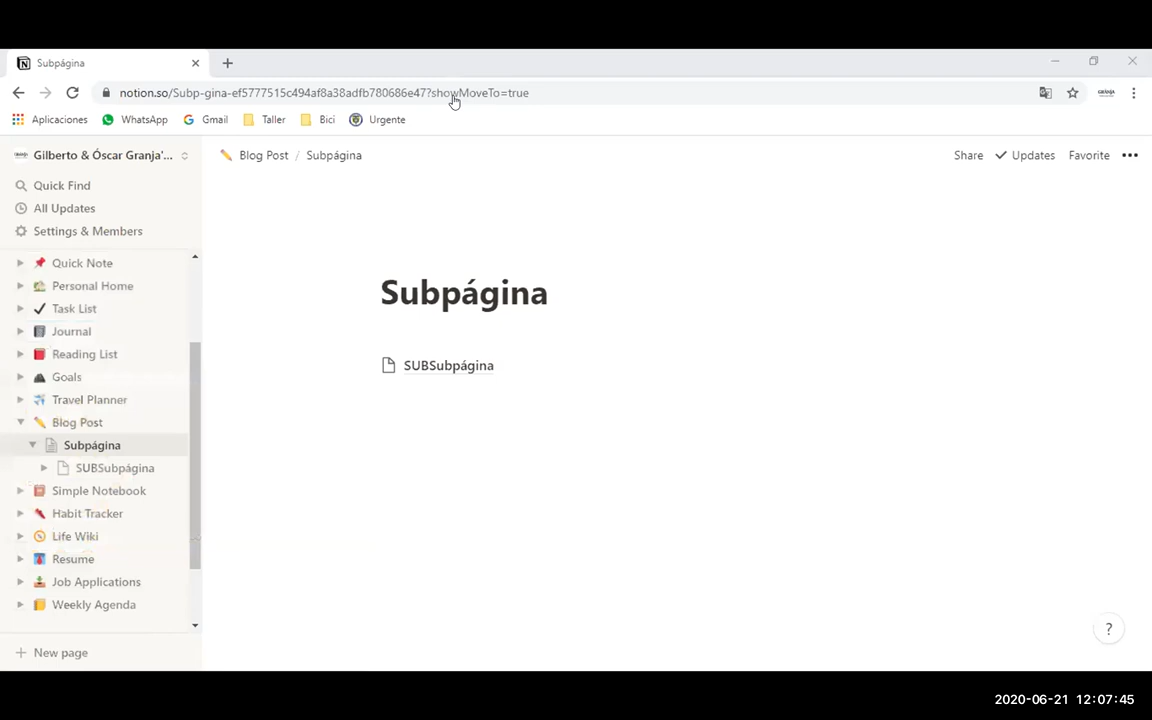 Subpágina
notion.so/Subp-gina-ef5777515c494af8a38adfb780686e47?showMoveTo=true
GRANJA
Aplicaciones WhatsApp Gmail Taller Bici Urgente
Gilberto & Óscar Granja'...
Blog Post / Subpágina
Share Updates Favorite
Quick Find
All Updates
Settings & Members
Quick Note
Personal Home
Task List
Journal
Reading List
Goals
Travel Planner
Blog Post
Subpágina
SUBSubpágina
Simple Notebook
Habit Tracker
Life Wiki
Resume
Job Applications
Weekly Agenda
New page
Subpágina
SUBSubpágina
?
2020-06-21 12:07:45